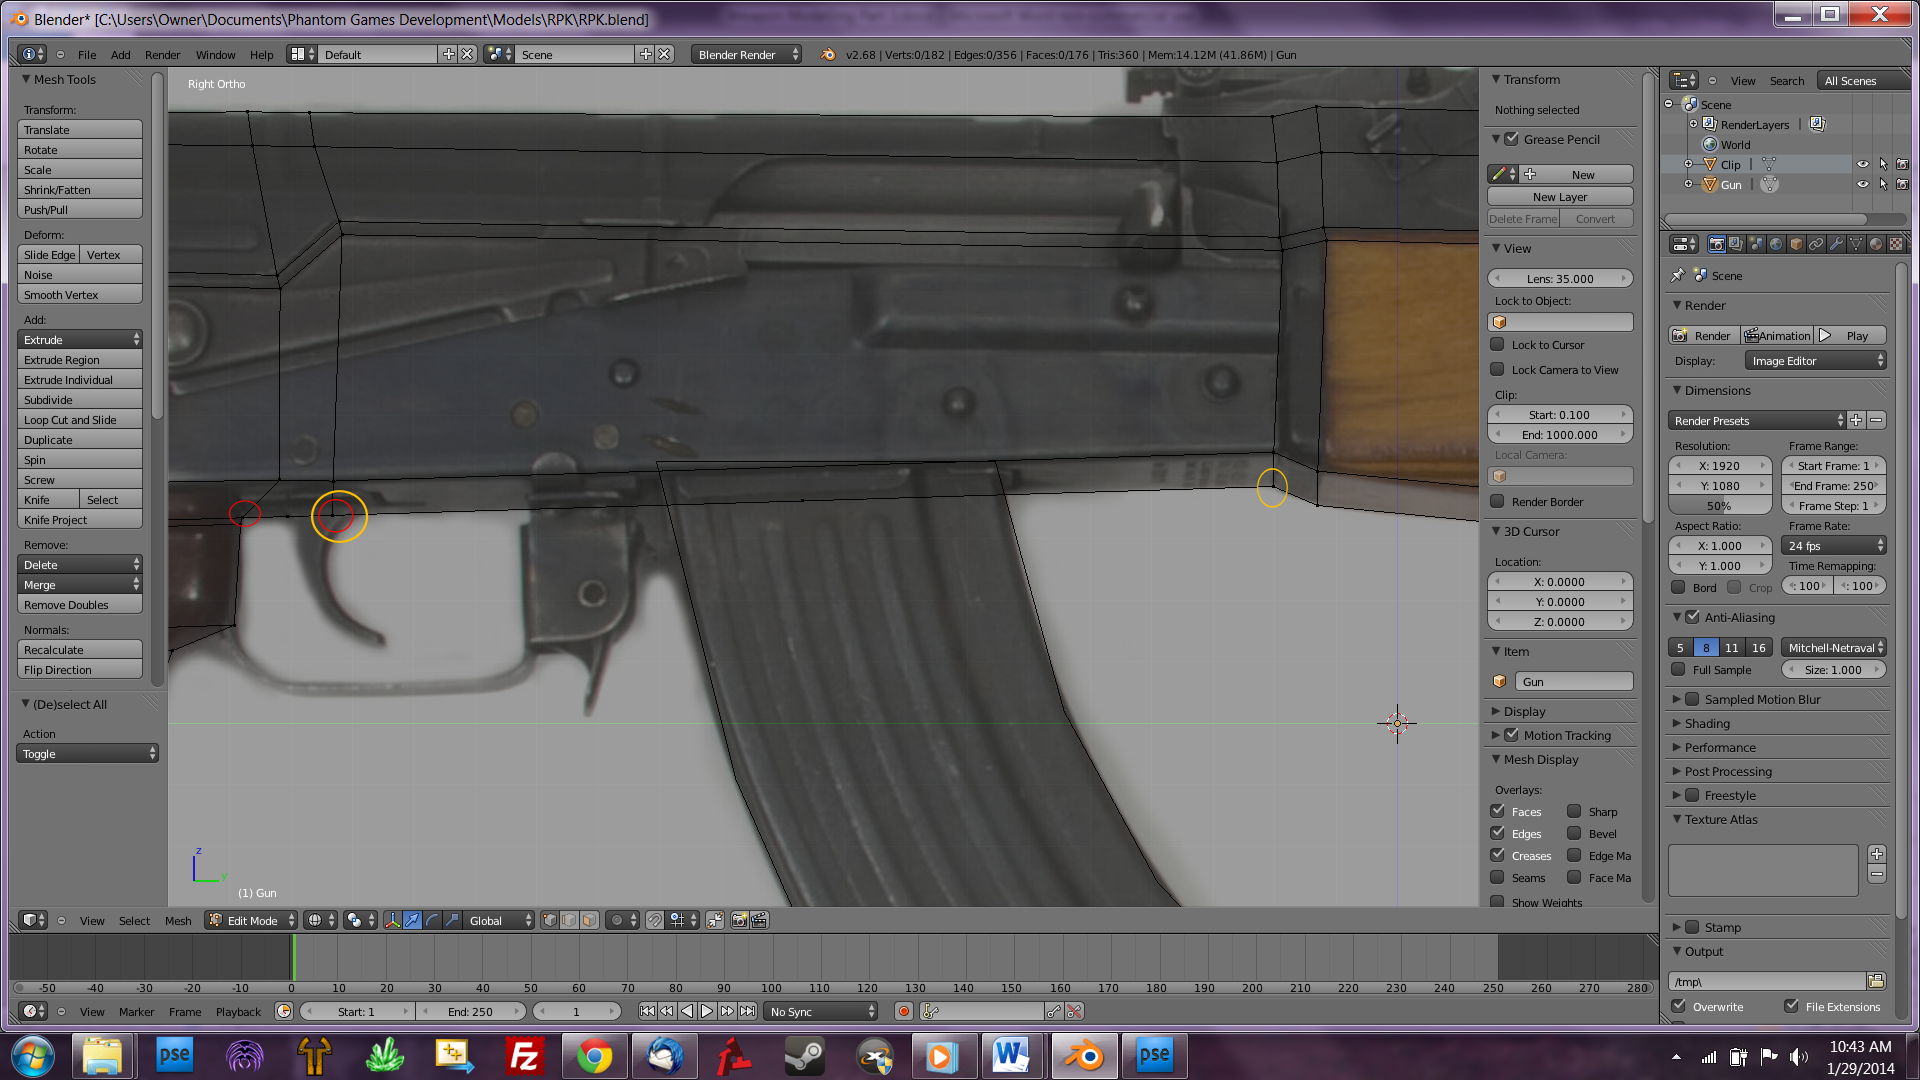 Blender* [C:\Users\Owner\Documents\Phantom Games Development\Models\RPK\RPK.blend]
File Add Render Window Help Default Scene Blender Render v2.68 | Verts:0/182 | Edges:0/356 | Faces:0/176 | Tris:360 | Mem:14.12M (41.86M) | Gun
Mesh Tools
Transform:
Translate
Rotate
Scale
Shrink/Fatten
Push/Pull
Deform:
Slide Edge Vertex
Noise
Smooth Vertex
Add:
Extrude
Extrude Region
Extrude Individual
Subdivide
Loop Cut and Slide
Duplicate
Spin
Screw
Knife Select
Knife Project
Remove:
Delete
Merge
Remove Doubles
Normals:
Recalculate
Flip Direction
(De)select All
Action
Toggle
Right Ortho
z
y
(1) Gun
Transform
Nothing selected
Grease Pencil
New
New Layer
Delete Frame Convert
View
Lens: 35.000
Lock to Object:
Lock to Cursor
Lock Camera to View
Clip:
Start: 0.100
End: 1000.000
Local Camera:
Render Border
3D Cursor
Location:
X: 0.0000
Y: 0.0000
Z: 0.0000
Item
Gun
Display
Motion Tracking
Mesh Display
Overlays:
Faces Sharp
Edges Bevel
Creases Edge Ma
Seams Face Ma
Show Weights
View Search All Scenes
Scene
RenderLayers |
World
Clip |
Gun |
Scene
Render
Render Animation Play
Display: Image Editor
Dimensions
Render Presets
Resolution: Frame Range:
X: 1920 Start Frame: 1
Y: 1080 End Frame: 250
50% Frame Step: 1
Aspect Ratio: Frame Rate:
X: 1.000 24 fps
Y: 1.000 Time Remapping:
Bord Crop : 100 : 100
Anti-Aliasing
5 8 11 16 Mitchell-Netraval
Full Sample Size: 1.000
Sampled Motion Blur
Shading
Performance
Post Processing
Freestyle
Texture Atlas
Stamp
Output
/tmp\
Overwrite File Extensions
View Select Mesh Edit Mode Global
-50 -40 -30 -20 -10 0 10 20 30 40 50 60 70 80 90 100 110 120 130 140 150 160 170 180 190 200 210 220 230 240 250 260 270 280
View Marker Frame Playback Start: 1 End: 250 1 No Sync
pse Fz W pse
10:43 AM
1/29/2014